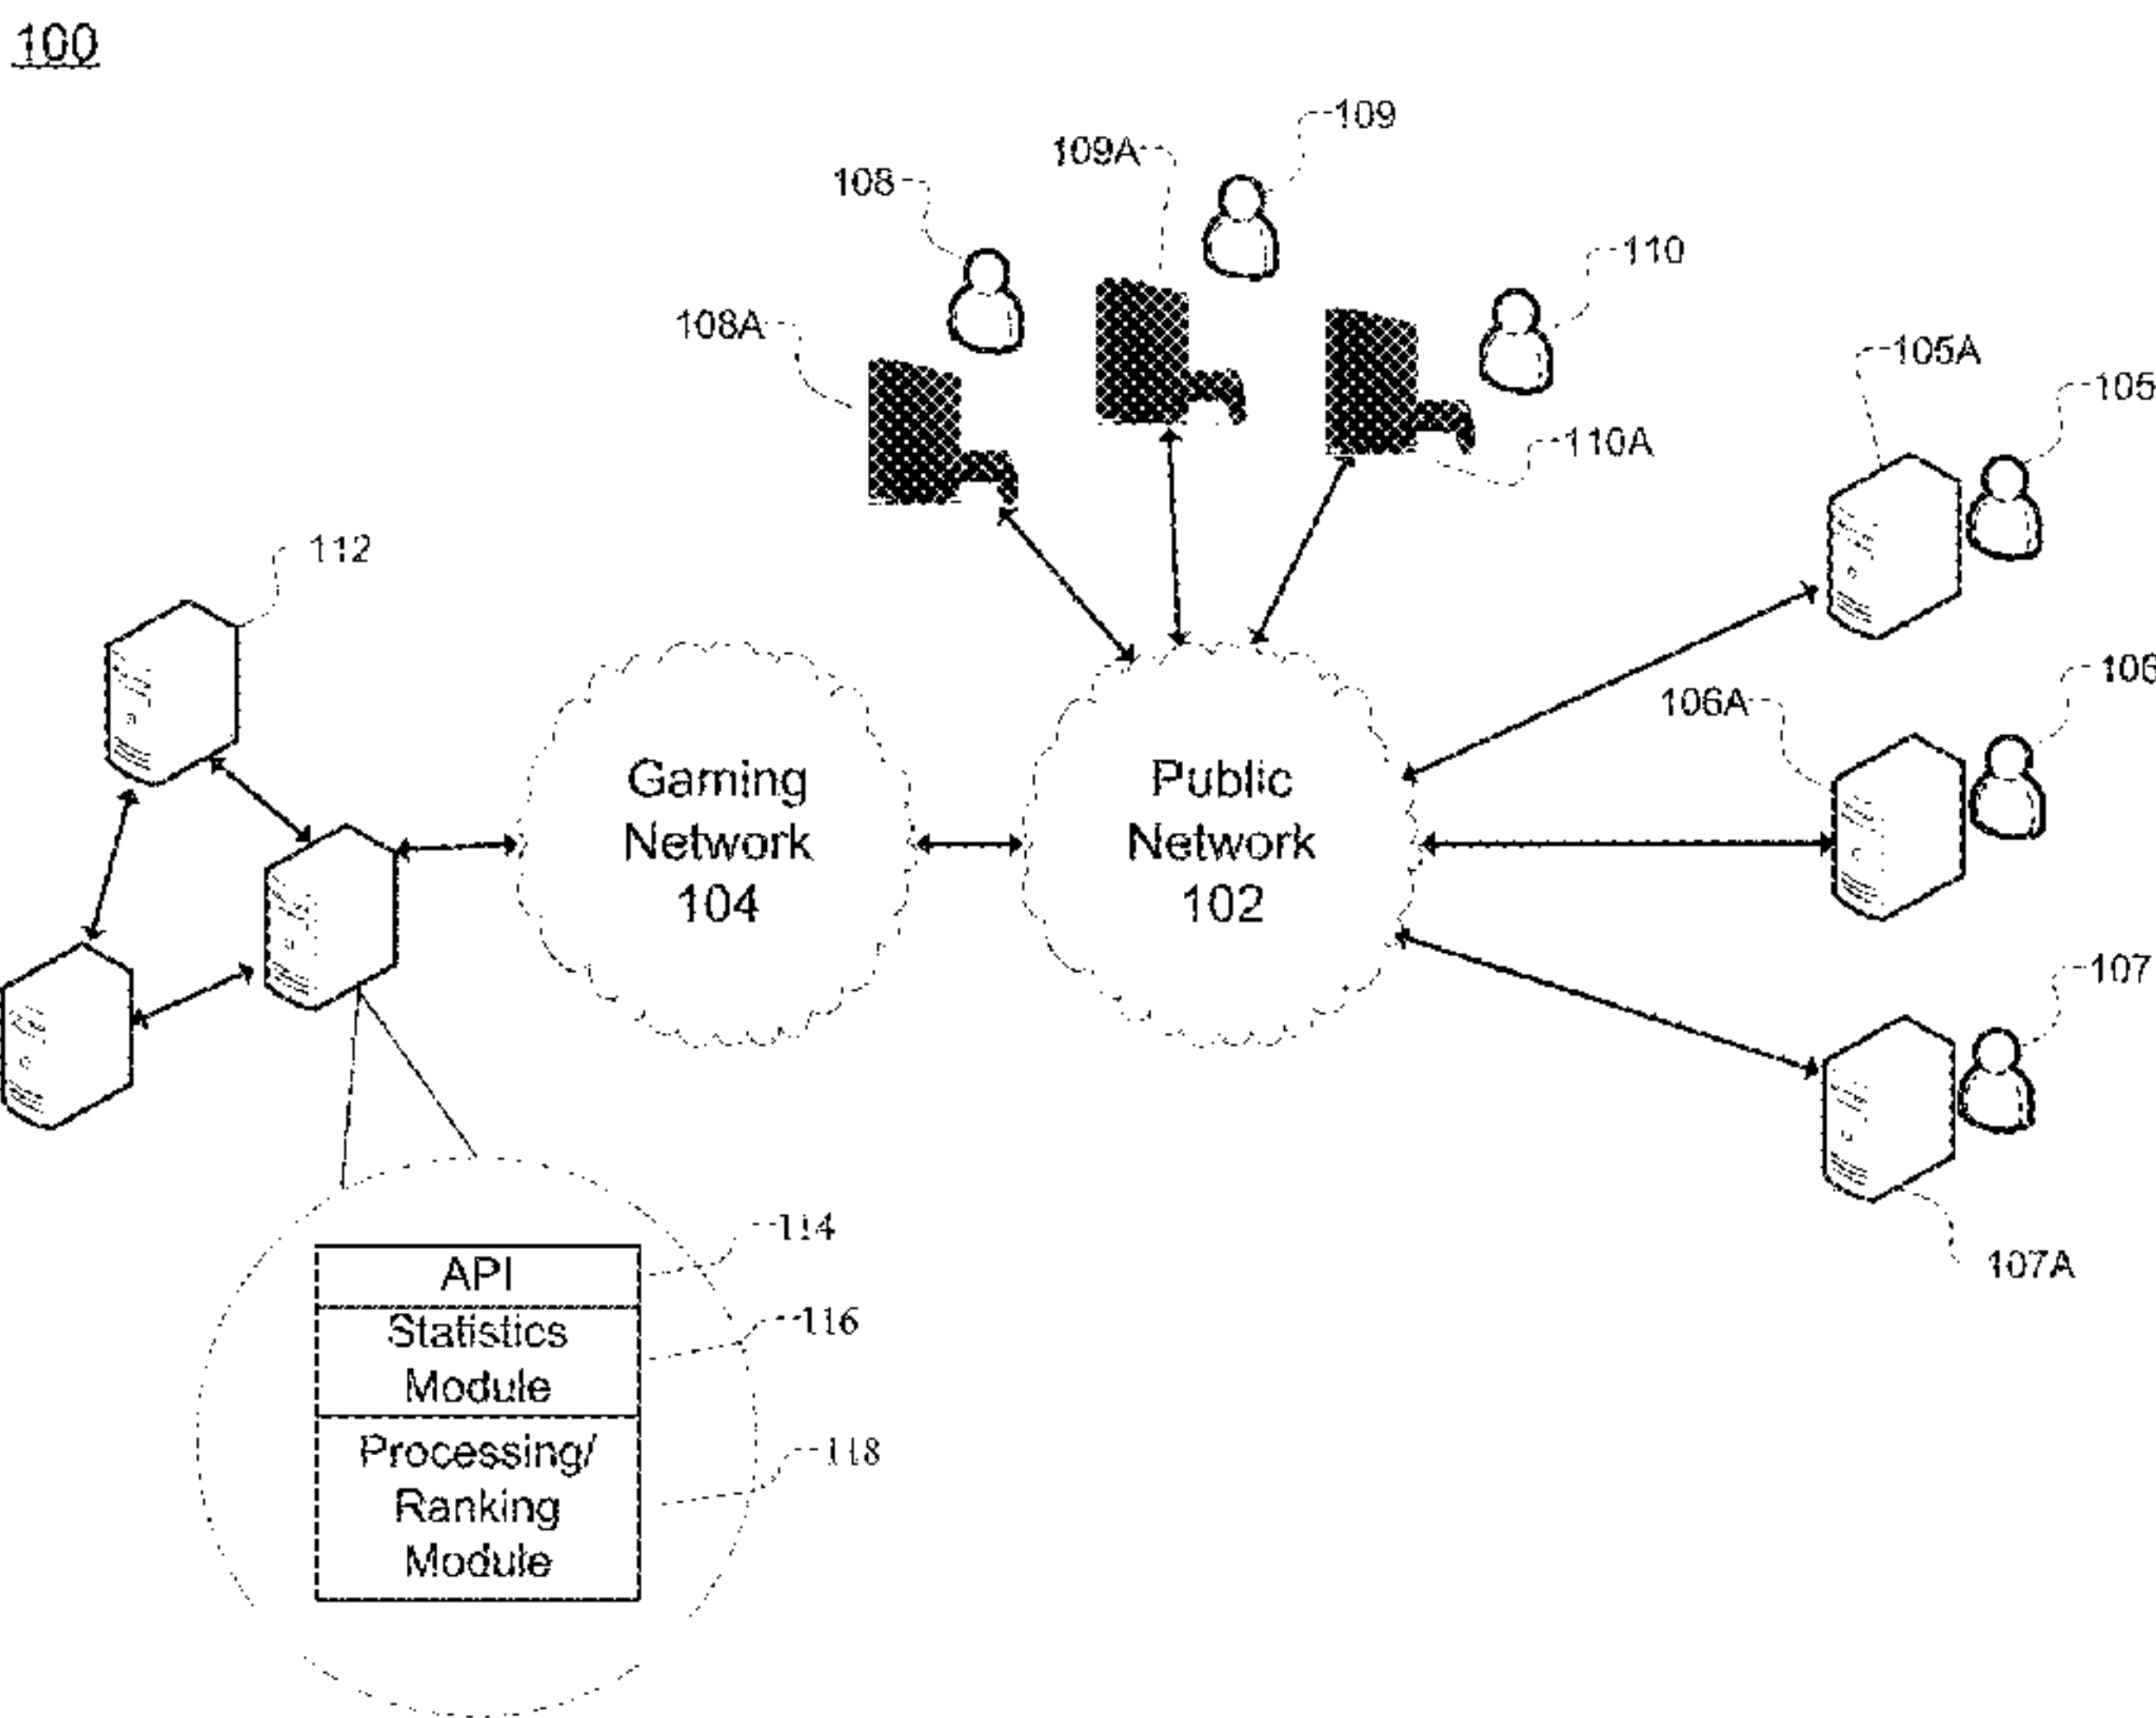 100
109
109A
108
110
108A
105A
105
110A
112
106
106A
Gaming
Network
104
Public
Network
102
107
107A
114
API
116
Statistics
Module
118
Processing/
Ranking
Module